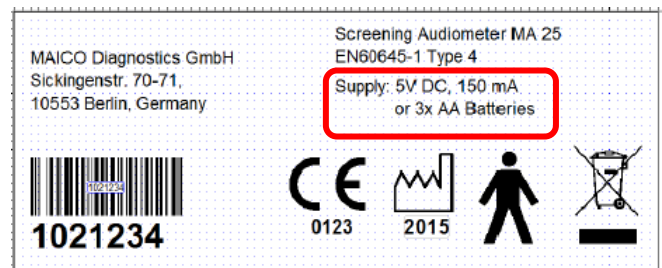 MAICO Diagnostics GmbH
Sickingenstr. 70-71,
10553 Berlin, Germany
Screening Audiometer MA 25
EN60645-1 Type 4
Supply: 5V DC, 150 mA
or 3x AA Batteries
1021234
1021234
CE
0123
2015